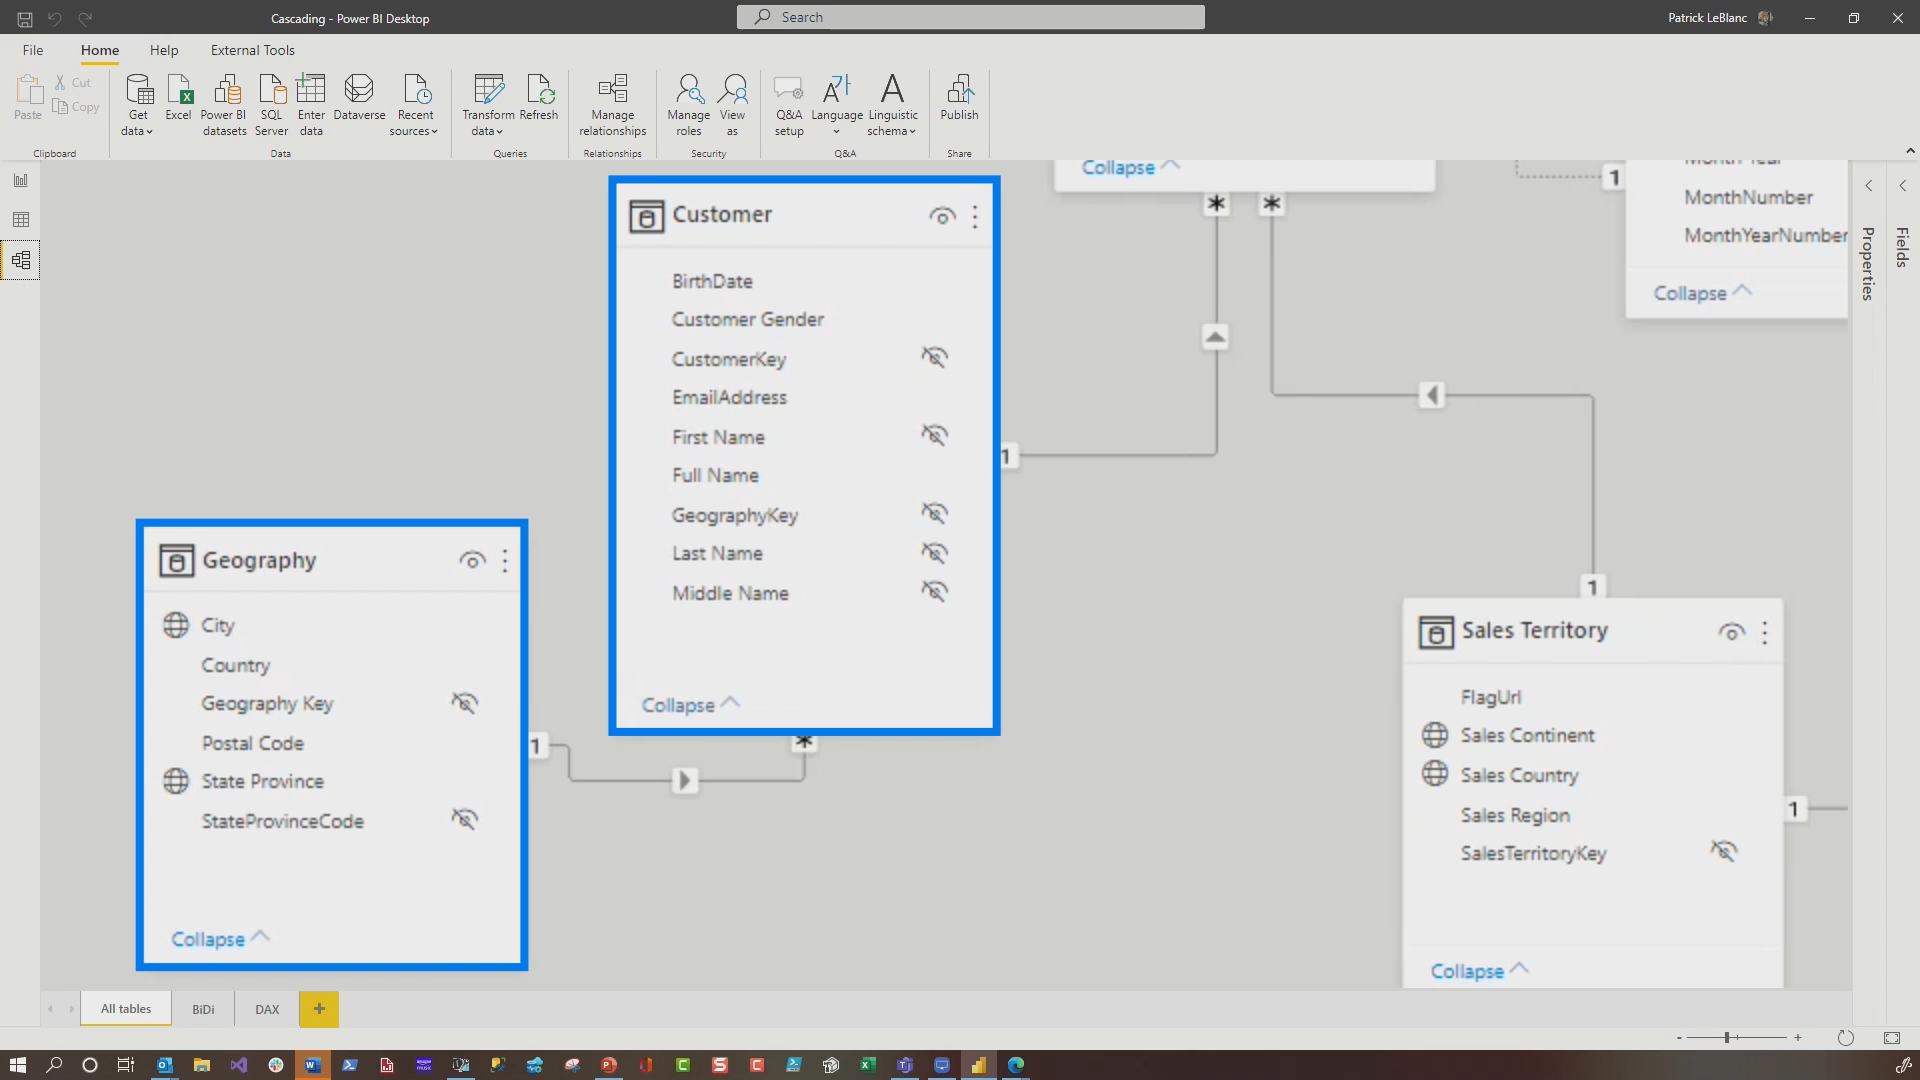 Cascading - Power BI Desktop
Search
Patrick LeBlanc
File
Home
Help
External Tools
Paste
Cut
Copy
Clipboard
Get data
Excel
Power BI datasets
SQL Server
Enter data
Dataverse
Recent sources
Data
Transform data
Refresh
Queries
Manage relationships
Relationships
Manage roles
View as
Security
Q&A setup
Language
Linguistic schema
Q&A
Publish
Share
Collapse
*
*
1
MonthYear
MonthNumber
MonthYearNumber
Collapse
Properties
Fields
Customer
BirthDate
Customer Gender
CustomerKey
EmailAddress
First Name
Full Name
GeographyKey
Last Name
Middle Name
Collapse
1
*
Geography
City
Country
Geography Key
Postal Code
State Province
StateProvinceCode
Collapse
1
1
Sales Territory
FlagUrl
Sales Continent
Sales Country
Sales Region
SalesTerritoryKey
Collapse
1
All tables
BiDi
DAX
+
- +